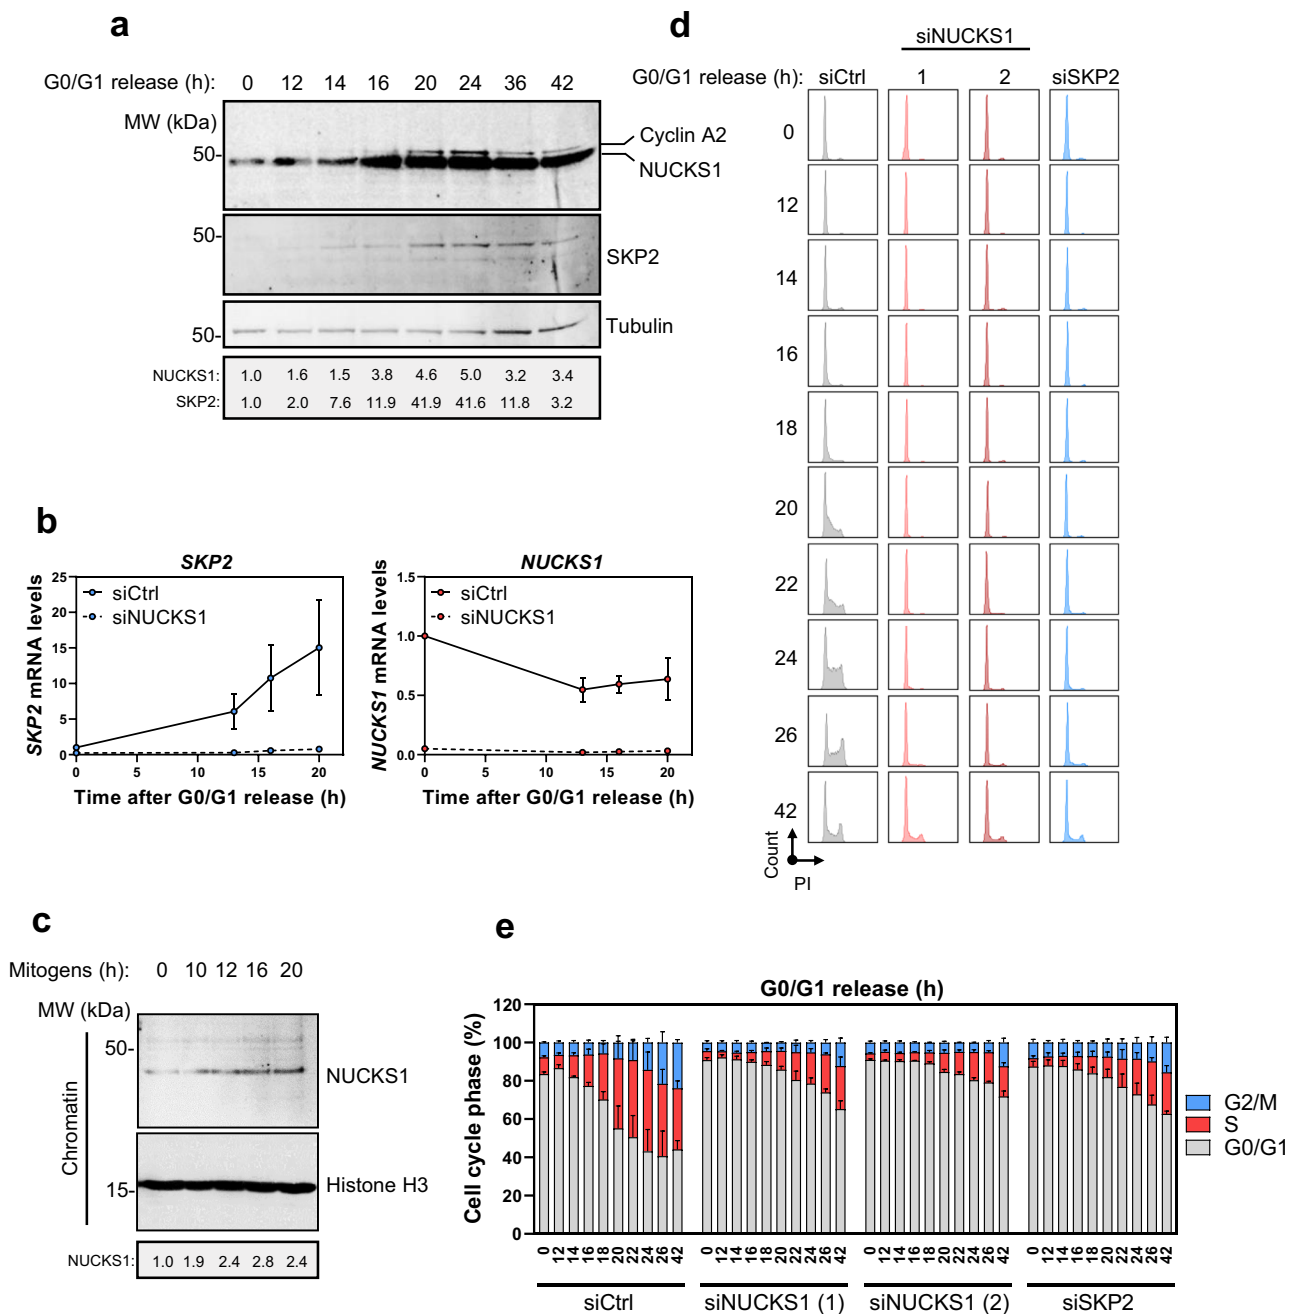 a
G0/G1 release (h): 0 12 14 16 20 24 36 42
MW (kDa)
50-
Cyclin A2
NUCKS1
50-
SKP2
50-
Tubulin
NUCKS1: 1.0 1.6 1.5 3.8 4.6 5.0 3.2 3.4
SKP2: 1.0 2.0 7.6 11.9 41.9 41.6 11.8 3.2
b
SKP2
SKP2 mRNA levels
25
20
15
10
5
0
siCtrl
siNUCKS1
0 5 10 15 20
Time after G0/G1 release (h)
NUCKS1
NUCKS1 mRNA levels
1.5
1.0
0.5
0.0
siCtrl
siNUCKS1
0 5 10 15 20
Time after G0/G1 release (h)
c
Mitogens (h): 0 10 12 16 20
MW (kDa)
Chromatin
50-
NUCKS1
15-
Histone H3
NUCKS1: 1.0 1.9 2.4 2.8 2.4
d
siNUCKS1
G0/G1 release (h): siCtrl 1 2 siSKP2
0
12
14
16
18
20
22
24
26
42
Count
PI
e
G0/G1 release (h)
Cell cycle phase (%)
120
100
80
60
40
20
0
G2/M
S
G0/G1
0 12 14 16 18 20 22 24 26 42 0 12 14 16 18 20 22 24 26 42 0 12 14 16 18 20 22 24 26 42 0 12 14 16 18 20 22 24 26 42
siCtrl siNUCKS1 (1) siNUCKS1 (2) siSKP2